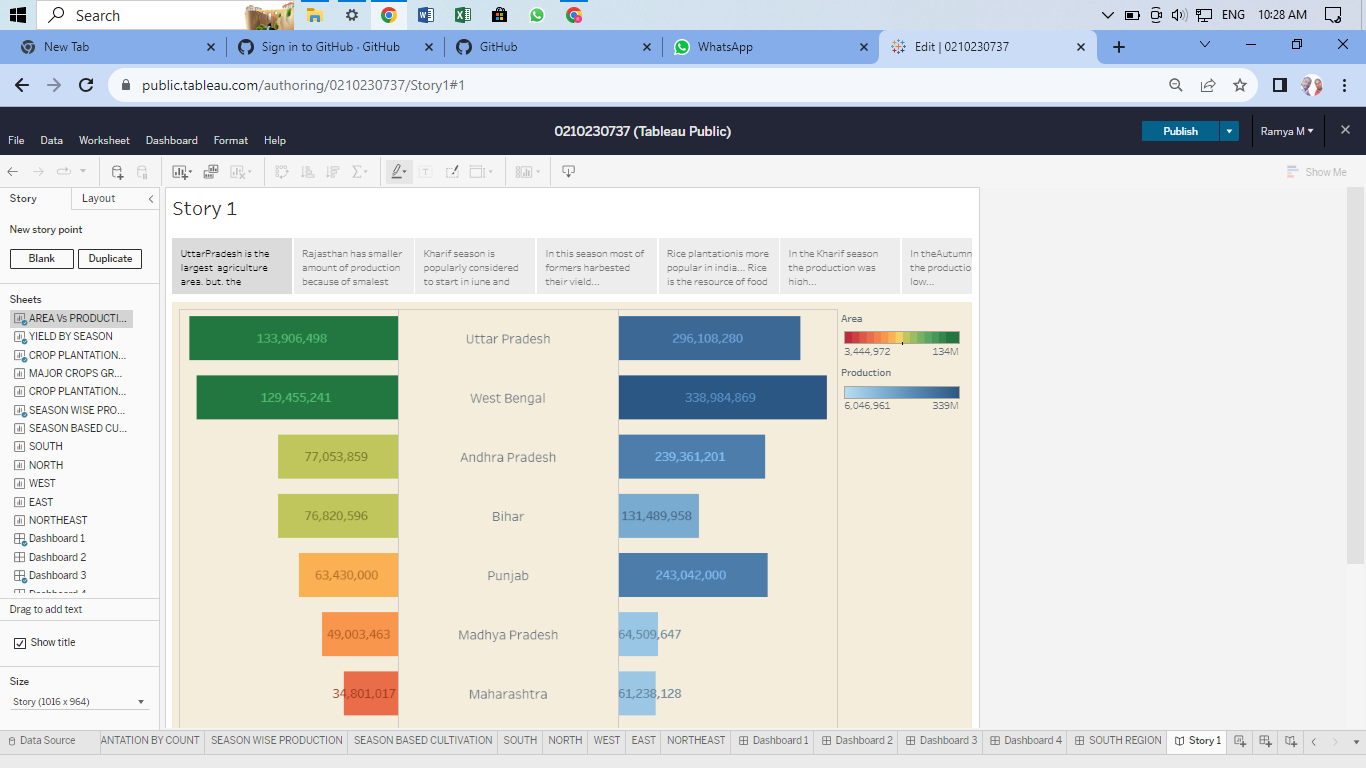 Search
ENG 10:28 AM
New Tab
Sign in to GitHub · GitHub
GitHub
WhatsApp
Edit | 0210230737
public.tableau.com/authoring/0210230737/Story1#1
0210230737 (Tableau Public)
Publish
Ramya M
File Data Worksheet Dashboard Format Help
Show Me
Story Layout
New story point
Blank Duplicate
Sheets
AREA Vs PRODUCTI...
YIELD BY SEASON
CROP PLANTATION...
MAJOR CROPS GR...
CROP PLANTATION...
SEASON WISE PRO...
SEASON BASED CU...
SOUTH
NORTH
WEST
EAST
NORTHEAST
Dashboard 1
Dashboard 2
Dashboard 3
Dashboard 4
Drag to add text
Show title
Size
Story (1016 x 964)
Story 1
UttarPradesh is the
largest agriculture
area. but. the
Rajasthan has smaller
amount of production
because of smalest
Kharif season is
popularly considered
to start in june and
In this season most of
formers harbested
their yield...
Rice plantationis more
popular in india... Rice
is the resource of food
In the Kharif season
the production was
high...
In theAutumn
the productio
low...
133,906,498 Uttar Pradesh 296,108,280
129,455,241 West Bengal 338,984,869
77,053,859 Andhra Pradesh 239,361,201
76,820,596 Bihar 131,489,958
63,430,000 Punjab 243,042,000
49,003,463 Madhya Pradesh 64,509,647
34,801,017 Maharashtra 61,238,128
Area
3,444,972 134M
Production
6,046,961 339M
Data Source ANTATION BY COUNT SEASON WISE PRODUCTION SEASON BASED CULTIVATION SOUTH NORTH WEST EAST NORTHEAST Dashboard 1 Dashboard 2 Dashboard 3 Dashboard 4 SOUTH REGION Story 1